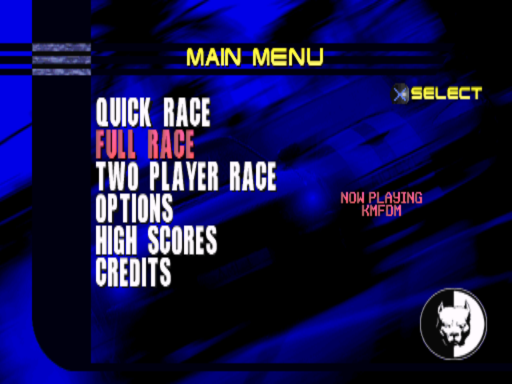 MAIN MENU
SELECT
QUICK RACE
FULL RACE
TWO PLAYER RACE
OPTIONS
HIGH SCORES
CREDITS
NOW PLAYING
KMFDM